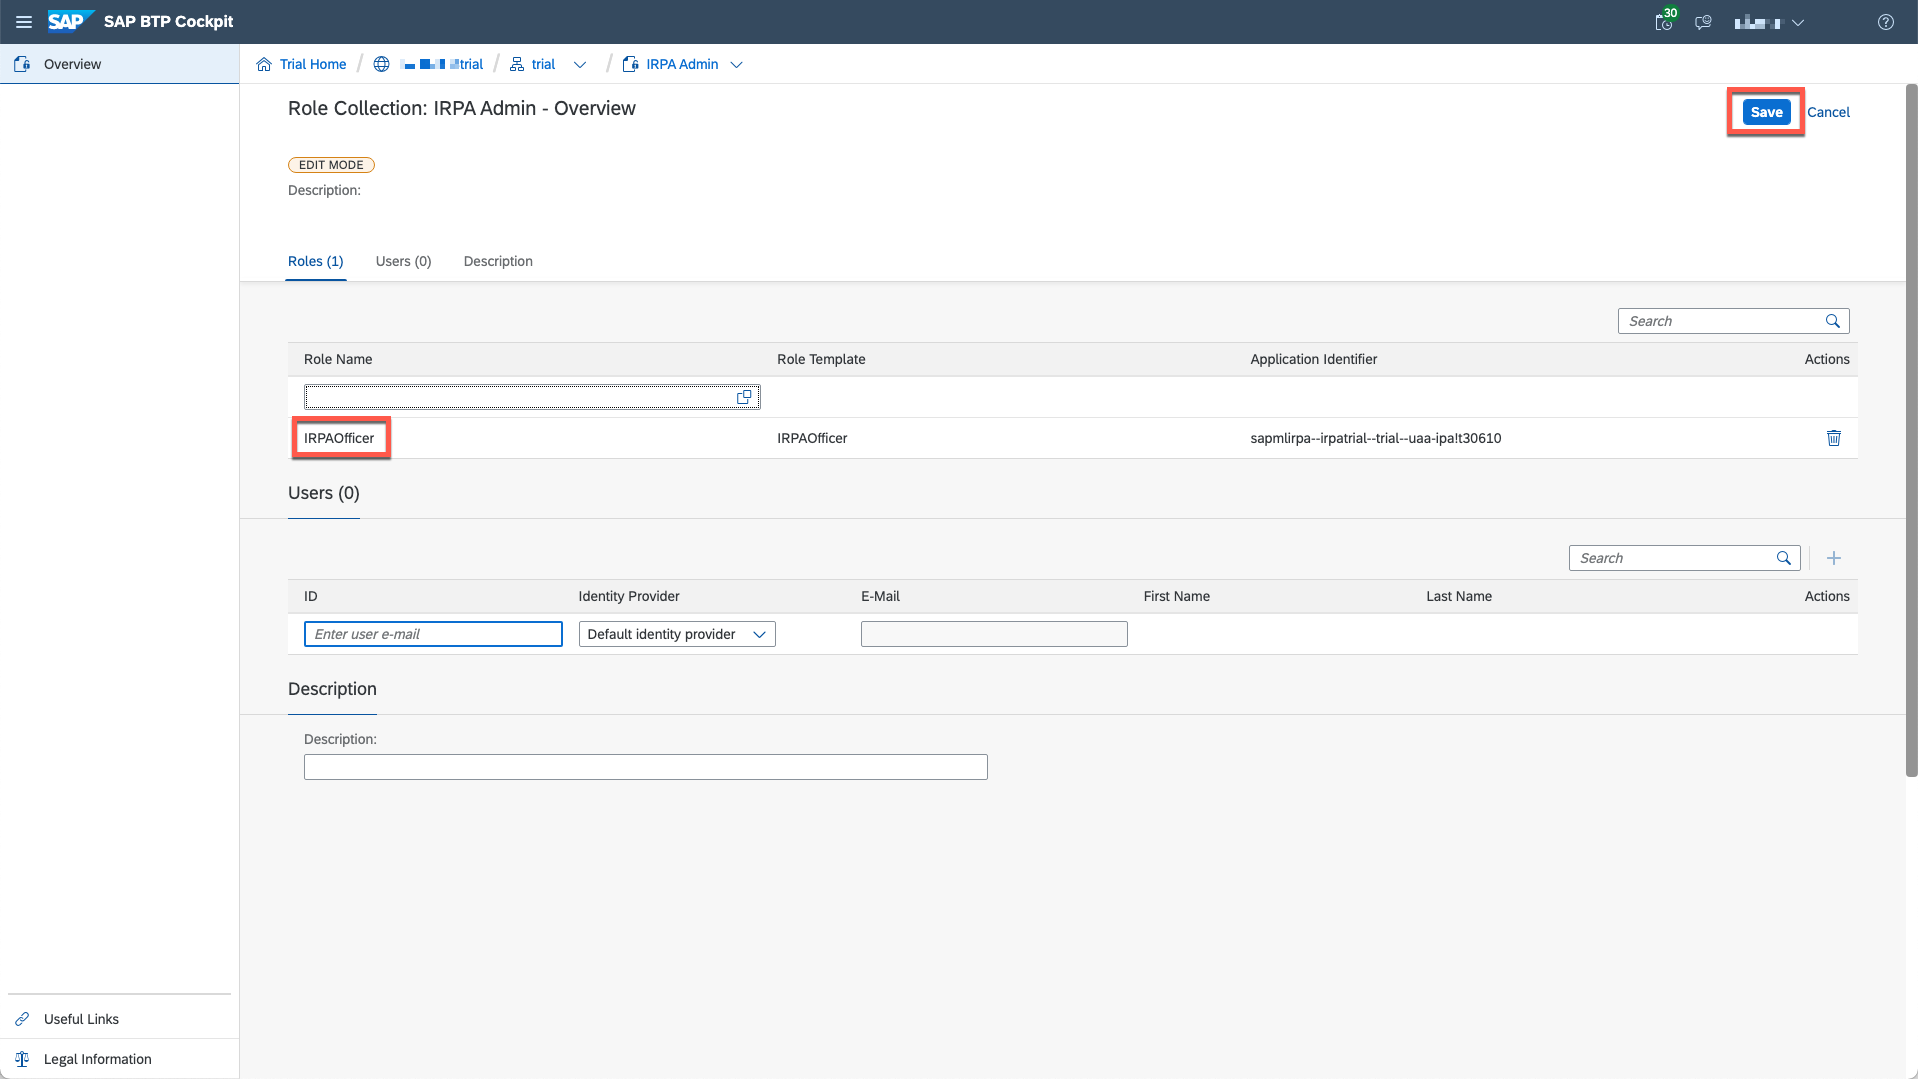 SAP SAP BTP Cockpit
30
Overview
Trial Home / trial / trial / IRPA Admin
Role Collection: IRPA Admin - Overview
Save Cancel
EDIT MODE
Description:
Roles (1) Users (0) Description
Search
Role Name Role Template Application Identifier Actions
IRPAOfficer IRPAOfficer sapmlirpa--irpatrial--trial--uaa-ipa!t30610
Users (0)
Search
ID Identity Provider E-Mail First Name Last Name Actions
Enter user e-mail Default identity provider
Description
Description:
Useful Links
Legal Information